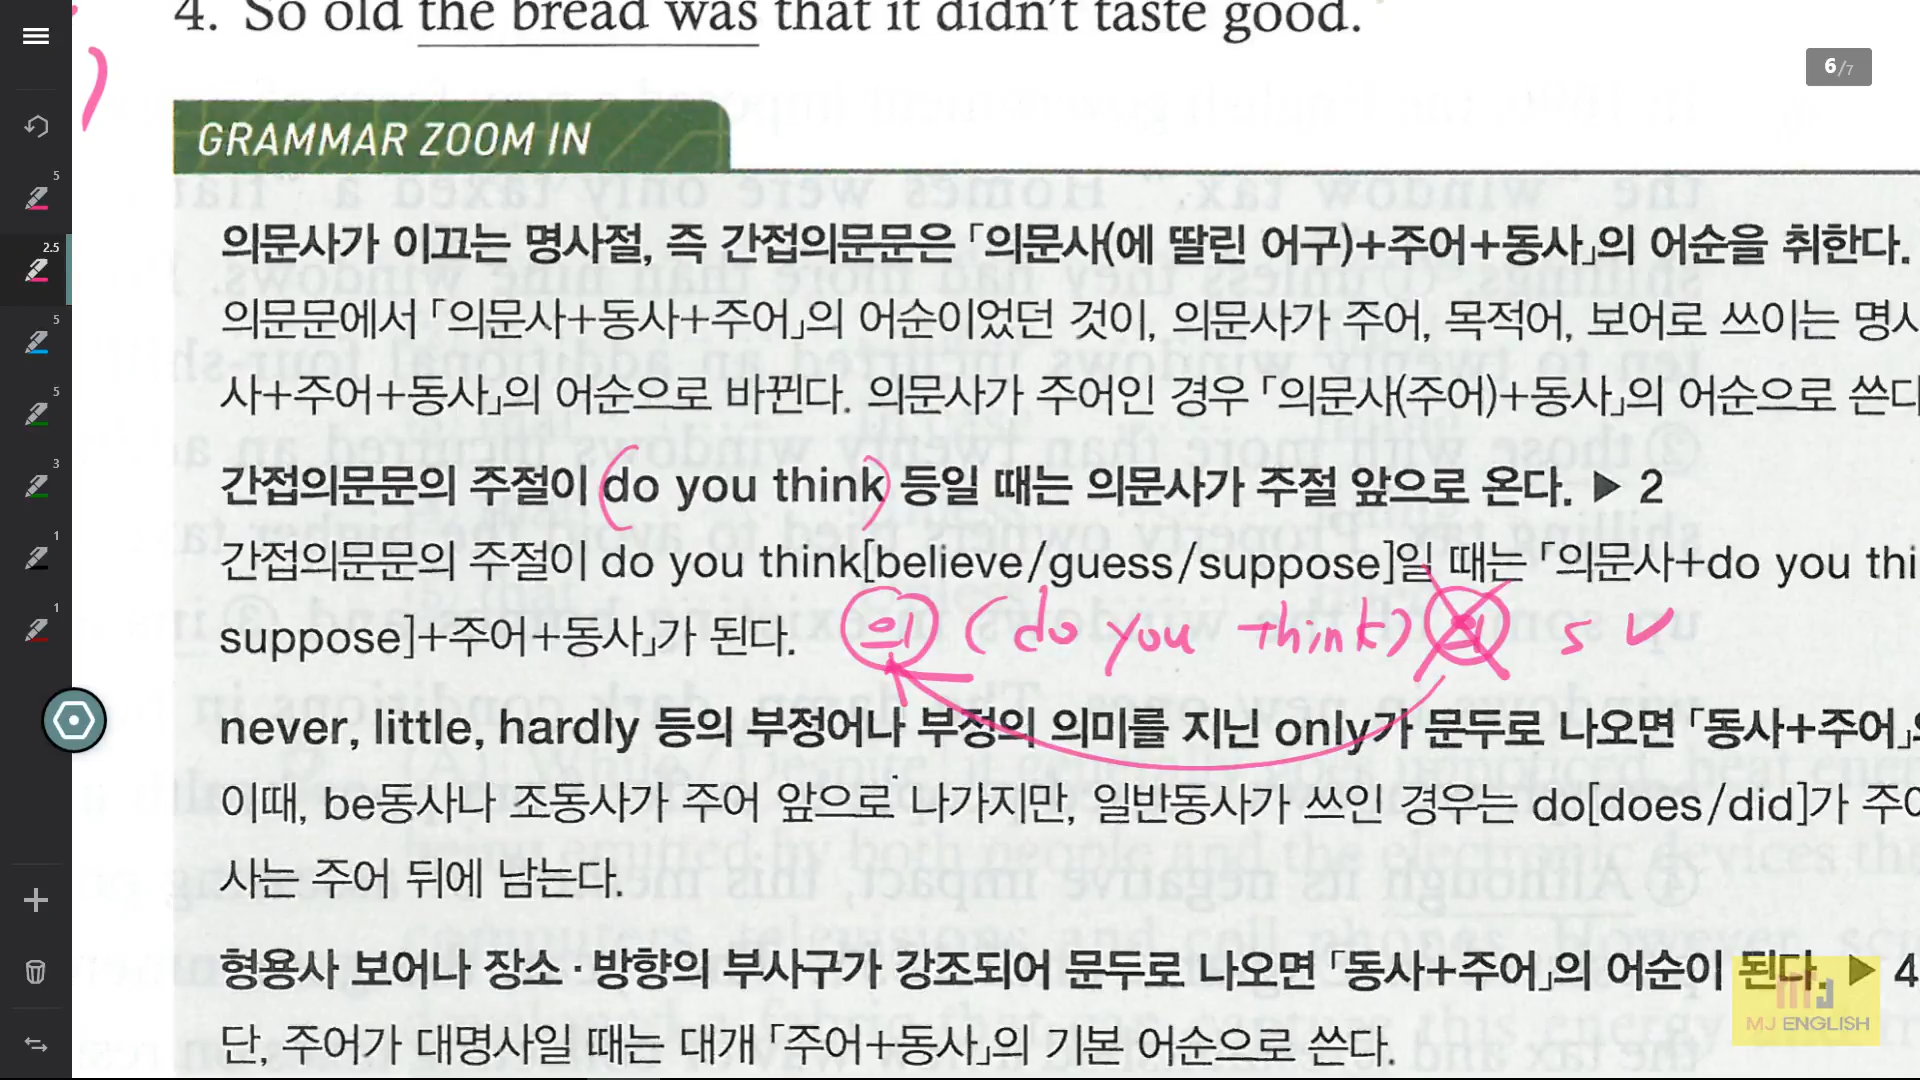 4. So old the bread was that it didn't taste good.
6/7
GRAMMAR ZOOM IN
의문사가 이끄는 명사절, 즉 간접의문문은 「의문사(에 딸린 어구)+주어+동사」의 어순을 취한다.
의문문에서 「의문사+동사+주어」의 어순이었던 것이, 의문사가 주어, 목적어, 보어로 쓰이는 명사
사+주어+동사」의 어순으로 바뀐다. 의문사가 주어인 경우 「의문사(주어)+동사」의 어순으로 쓴다
간접의문문의 주절이 do you think 등일 때는 의문사가 주절 앞으로 온다. ▶ 2
간접의문문의 주절이 do you think[believe/guess/suppose]일 때는 「의문사+do you thi
suppose]+주어+동사」가 된다.
의 (do you think) 의 s v
never, little, hardly 등의 부정어나 부정의 의미를 지닌 only가 문두로 나오면 「동사+주어」으
이때, be동사나 조동사가 주어 앞으로 나가지만, 일반동사가 쓰인 경우는 do[does/did]가 주어
사는 주어 뒤에 남는다.
형용사 보어나 장소·방향의 부사구가 강조되어 문두로 나오면 「동사+주어」의 어순이 된다. ▶ 4
단, 주어가 대명사일 때는 대개 「주어+동사」의 기본 어순으로 쓴다.
MJ ENGLISH
5
2.5
5
5
3
1
1